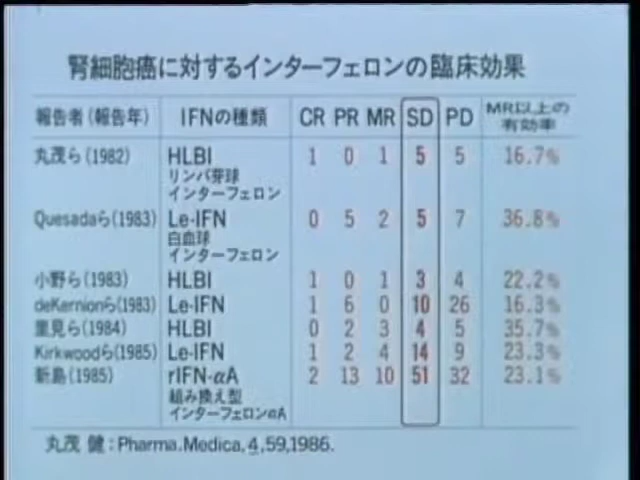 腎細胞癌に対するインターフェロンの臨床効果
報告者(報告年) IFNの種類 CR PR MR SD PD MR以上の有効率
丸茂ら(1982) HLBI 1 0 1 5 5 16.7%
リンパ芽球
インターフェロン
Quesadaら(1983) Le-IFN 0 5 2 5 7 36.8%
白血球
インターフェロン
小野ら(1983) HLBI 1 0 1 3 4 22.2%
deKernionら(1983) Le-IFN 1 6 0 10 26 16.3%
里見ら(1984) HLBI 0 2 3 4 5 35.7%
Kirkwoodら(1985) Le-IFN 1 2 4 14 9 23.3%
新島(1985) rIFN-αA 2 13 10 51 32 23.1%
組み換え型
インターフェロンαA
丸茂 健:Pharma.Medica,4,59,1986.